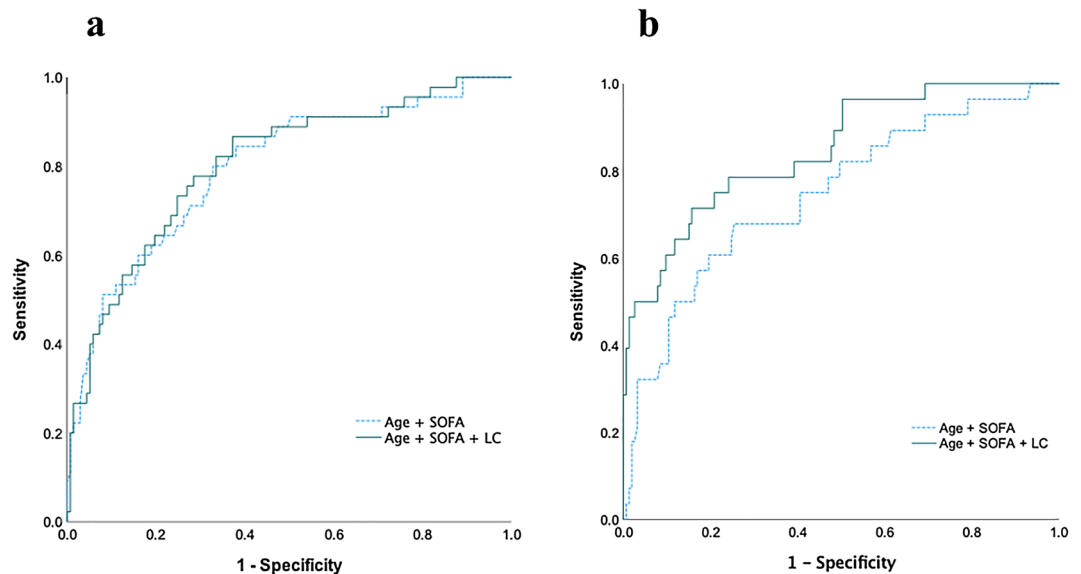 a
1.0
0.8
0.6
0.4
0.2
0.0
Sensitivity
0.0 0.2 0.4 0.6 0.8 1.0
1 - Specificity
Age + SOFA
Age + SOFA + LC
b
1.0
0.8
0.6
0.4
0.2
0.0
Sensitivity
0.0 0.2 0.4 0.6 0.8 1.0
1 – Specificity
Age + SOFA
Age + SOFA + LC